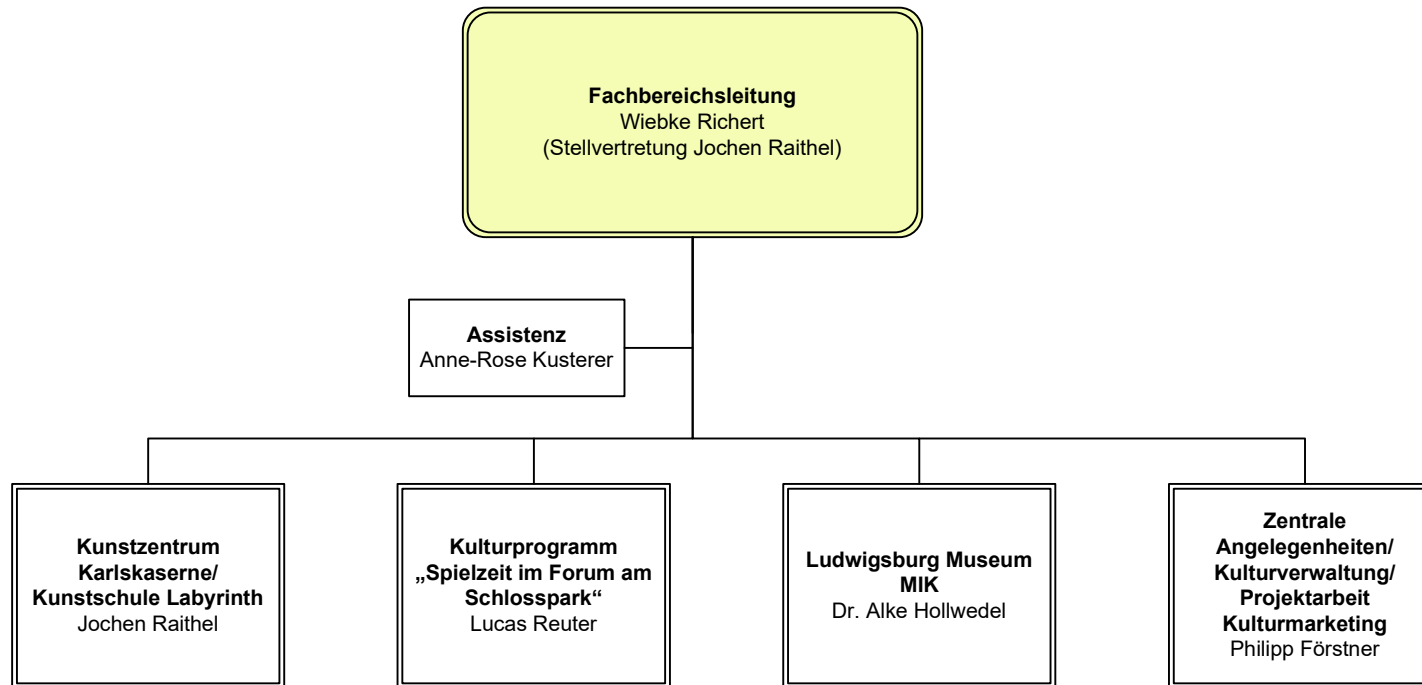 Fachbereichsleitung
Wiebke Richert
(Stellvertretung Jochen Raithel)
Assistenz
Anne-Rose Kusterer
Kunstzentrum
Karlskaserne/
Kunstschule Labyrinth
Jochen Raithel
Kulturprogramm
„Spielzeit im Forum am
Schlosspark“
Lucas Reuter
Ludwigsburg Museum
MIK
Dr. Alke Hollwedel
Zentrale
Angelegenheiten/
Kulturverwaltung/
Projektarbeit
Kulturmarketing
Philipp Förstner